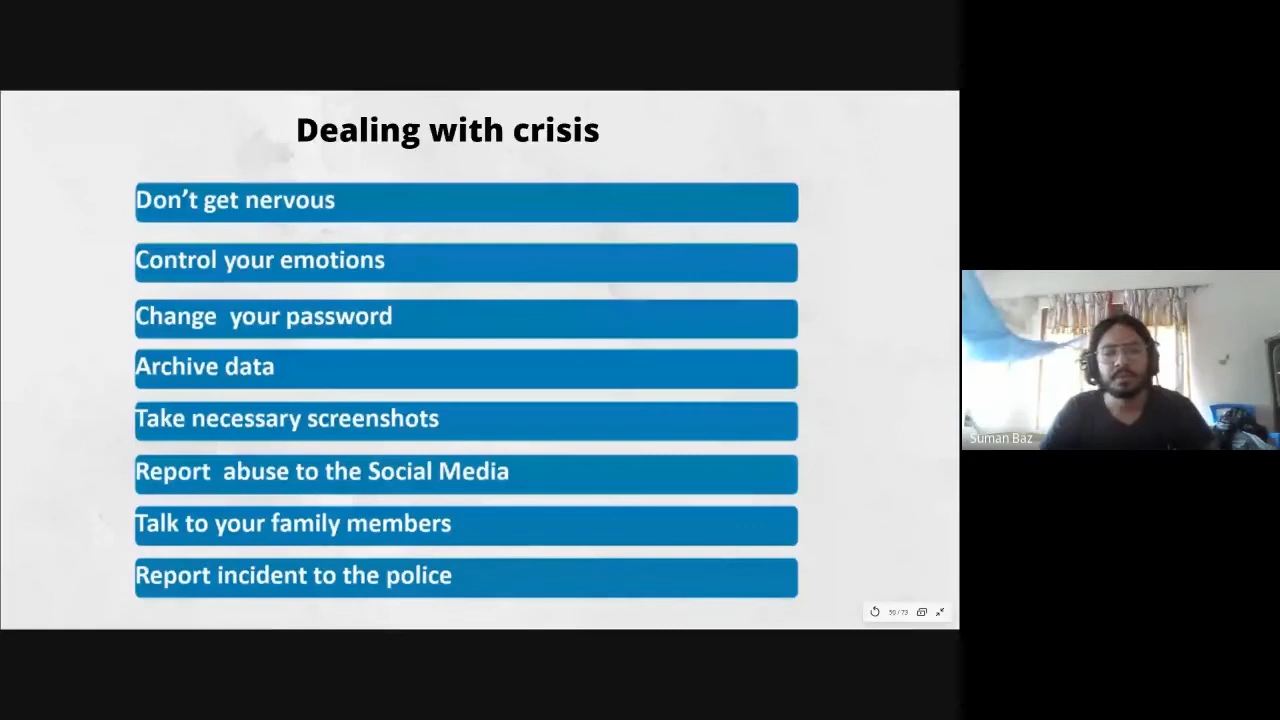 Dealing with crisis
Don’t get nervous
Control your emotions
Change  your password
Archive data
Take necessary screenshots
Report  abuse to the Social Media
Talk to your family members
Report incident to the police
Suman Baz